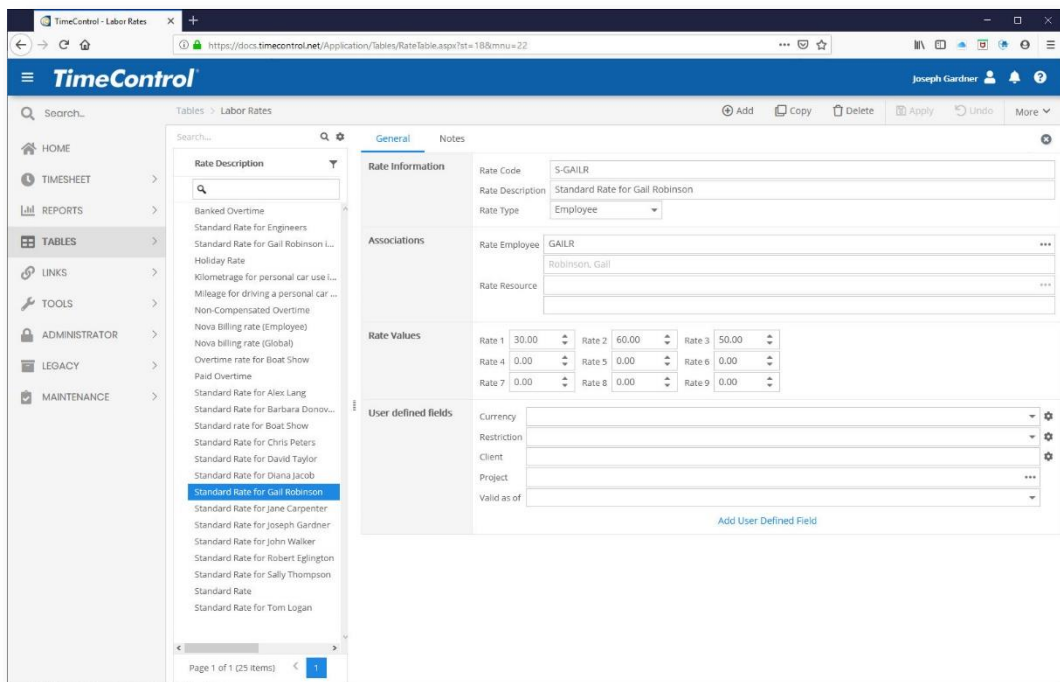 TimeControl - Labor Rates
https://docs.timecontrol.net/Application/Tables/RateTable.aspx?st=18&mnu=22
TimeControl
Joseph Gardner
Search...
Tables > Labor Rates
Add
Copy
Delete
Apply
Undo
More
HOME
TIMESHEET
REPORTS
TABLES
LINKS
TOOLS
ADMINISTRATOR
LEGACY
MAINTENANCE
Search...
Rate Description
Banked Overtime
Standard Rate for Engineers
Standard Rate for Gail Robinson i...
Holiday Rate
Kilometrage for personal car use i...
Mileage for driving a personal car ...
Non-Compensated Overtime
Nova Billing rate (Employee)
Nova billing rate (Global)
Overtime rate for Boat Show
Paid Overtime
Standard Rate for Alex Lang
Standard Rate for Barbara Donov...
Standard rate for Boat Show
Standard Rate for Chris Peters
Standard Rate for David Taylor
Standard Rate for Diana Jacob
Standard Rate for Gail Robinson
Standard Rate for Jane Carpenter
Standard Rate for Joseph Gardner
Standard Rate for John Walker
Standard Rate for Robert Eglington
Standard Rate for Sally Thompson
Standard Rate
Standard Rate for Tom Logan
Page 1 of 1 (25 items) < 1
General Notes
Rate Information
Rate Code S-GAILR
Rate Description Standard Rate for Gail Robinson
Rate Type Employee
Associations
Rate Employee GAILR
Robinson, Gail
Rate Resource
Rate Values
Rate 1 30.00 Rate 2 60.00 Rate 3 50.00
Rate 4 0.00 Rate 5 0.00 Rate 6 0.00
Rate 7 0.00 Rate 8 0.00 Rate 9 0.00
User defined fields
Currency
Restriction
Client
Project
Valid as of
Add User Defined Field